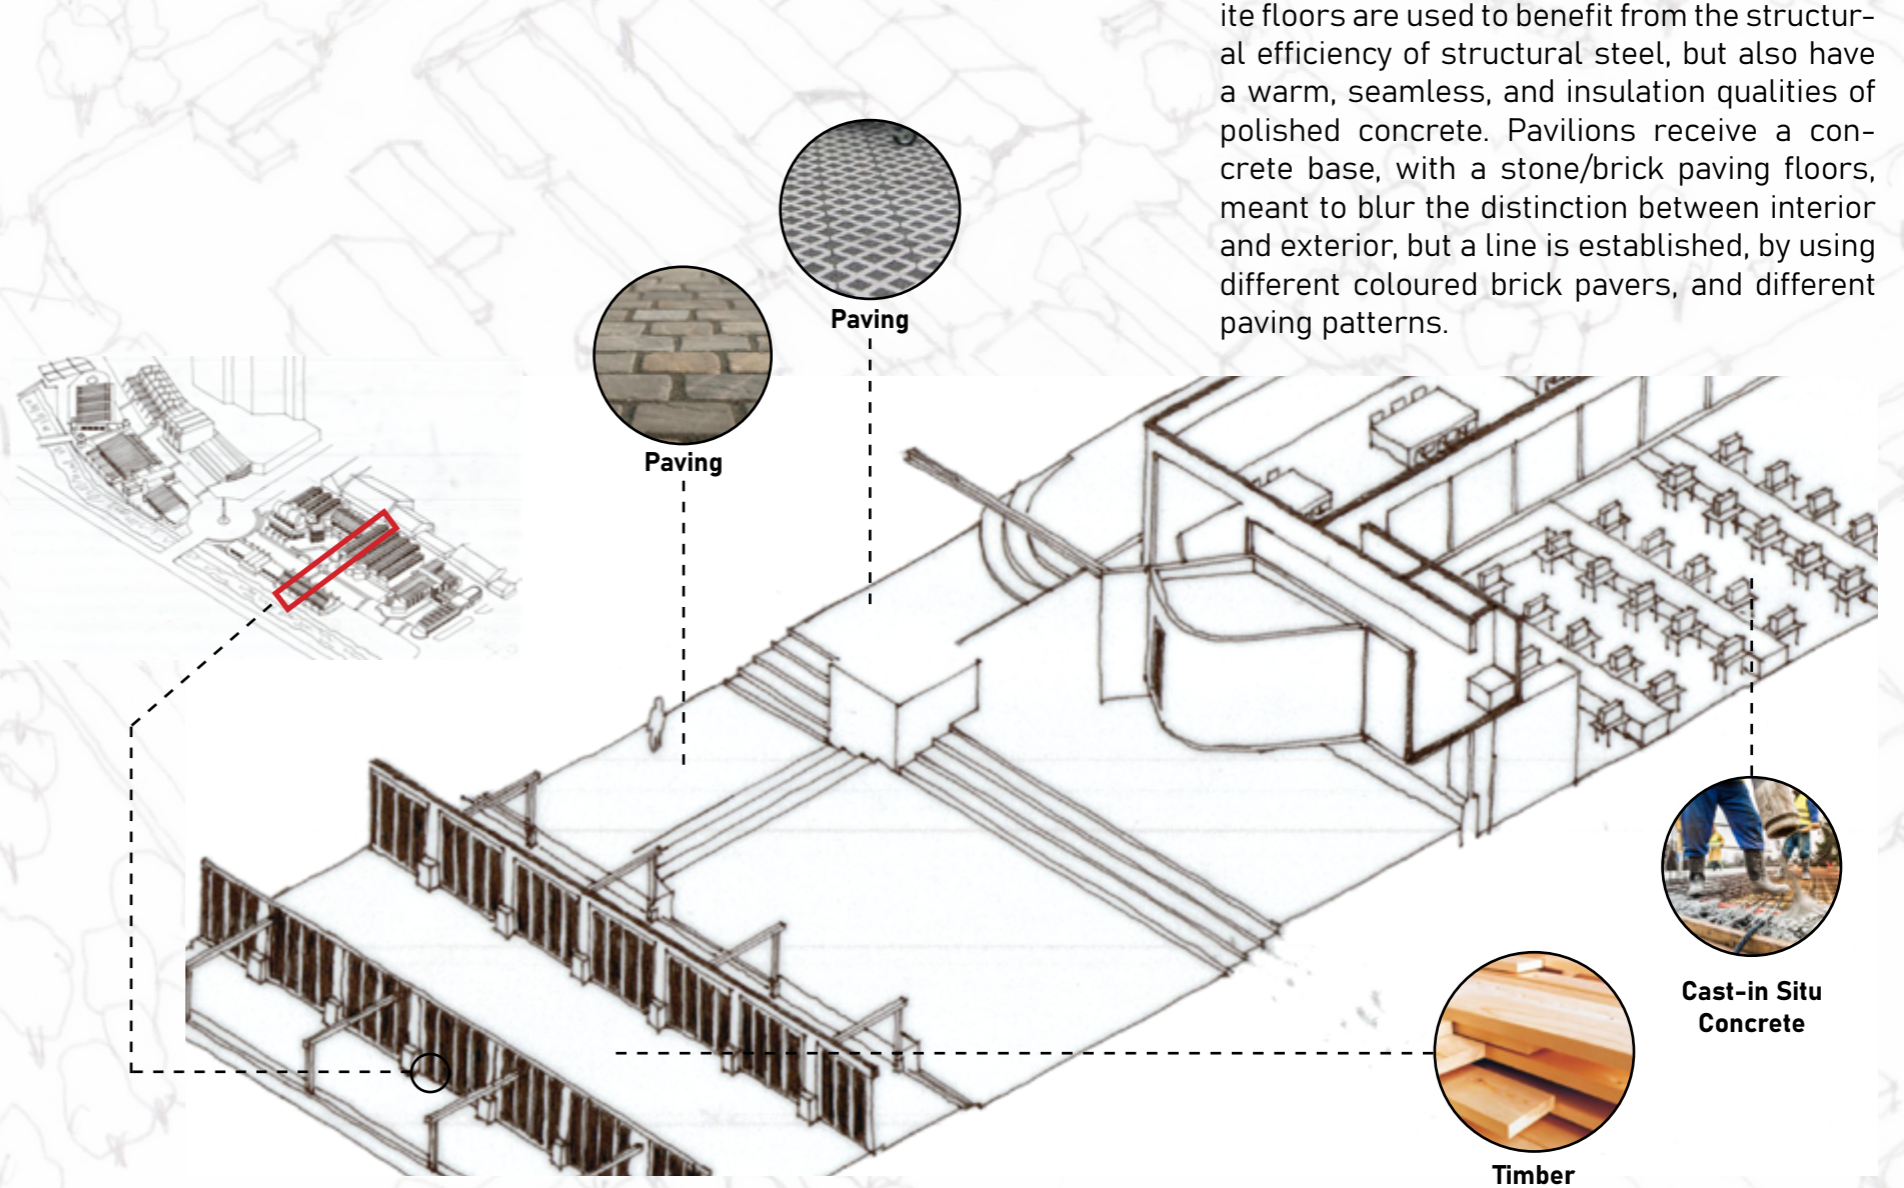 ite floors are used to benefit from the structur-
al efficiency of structural steel, but also have
a warm, seamless, and insulation qualities of
polished concrete. Pavilions receive a con-
crete base, with a stone/brick paving floors,
meant to blur the distinction between interior
and exterior, but a line is established, by using
different coloured brick pavers, and different
paving patterns.
Paving
Paving
Cast-in Situ
Concrete
Timber